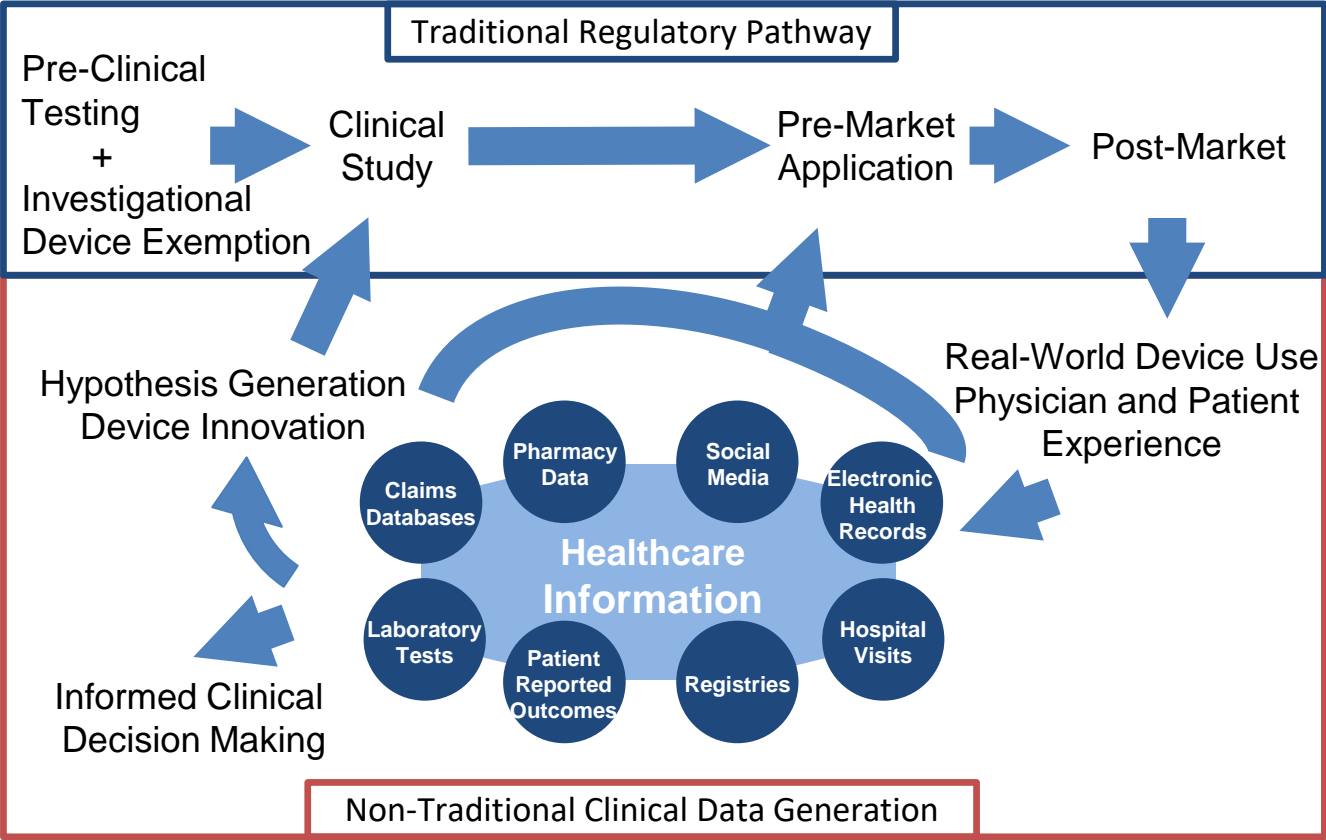 Traditional Regulatory Pathway
Pre-Clinical
Testing
+
Investigational
Device Exemption
Clinical
Study
Pre-Market
Application
Post-Market
Hypothesis Generation
Device Innovation
Real-World Device Use
Physician and Patient
Experience
Claims
Databases
Pharmacy
Data
Social
Media
Electronic
Health
Records
Healthcare
Information
Laboratory
Tests
Patient
Reported
Outcomes
Registries
Hospital
Visits
Informed Clinical
Decision Making
Non-Traditional Clinical Data Generation